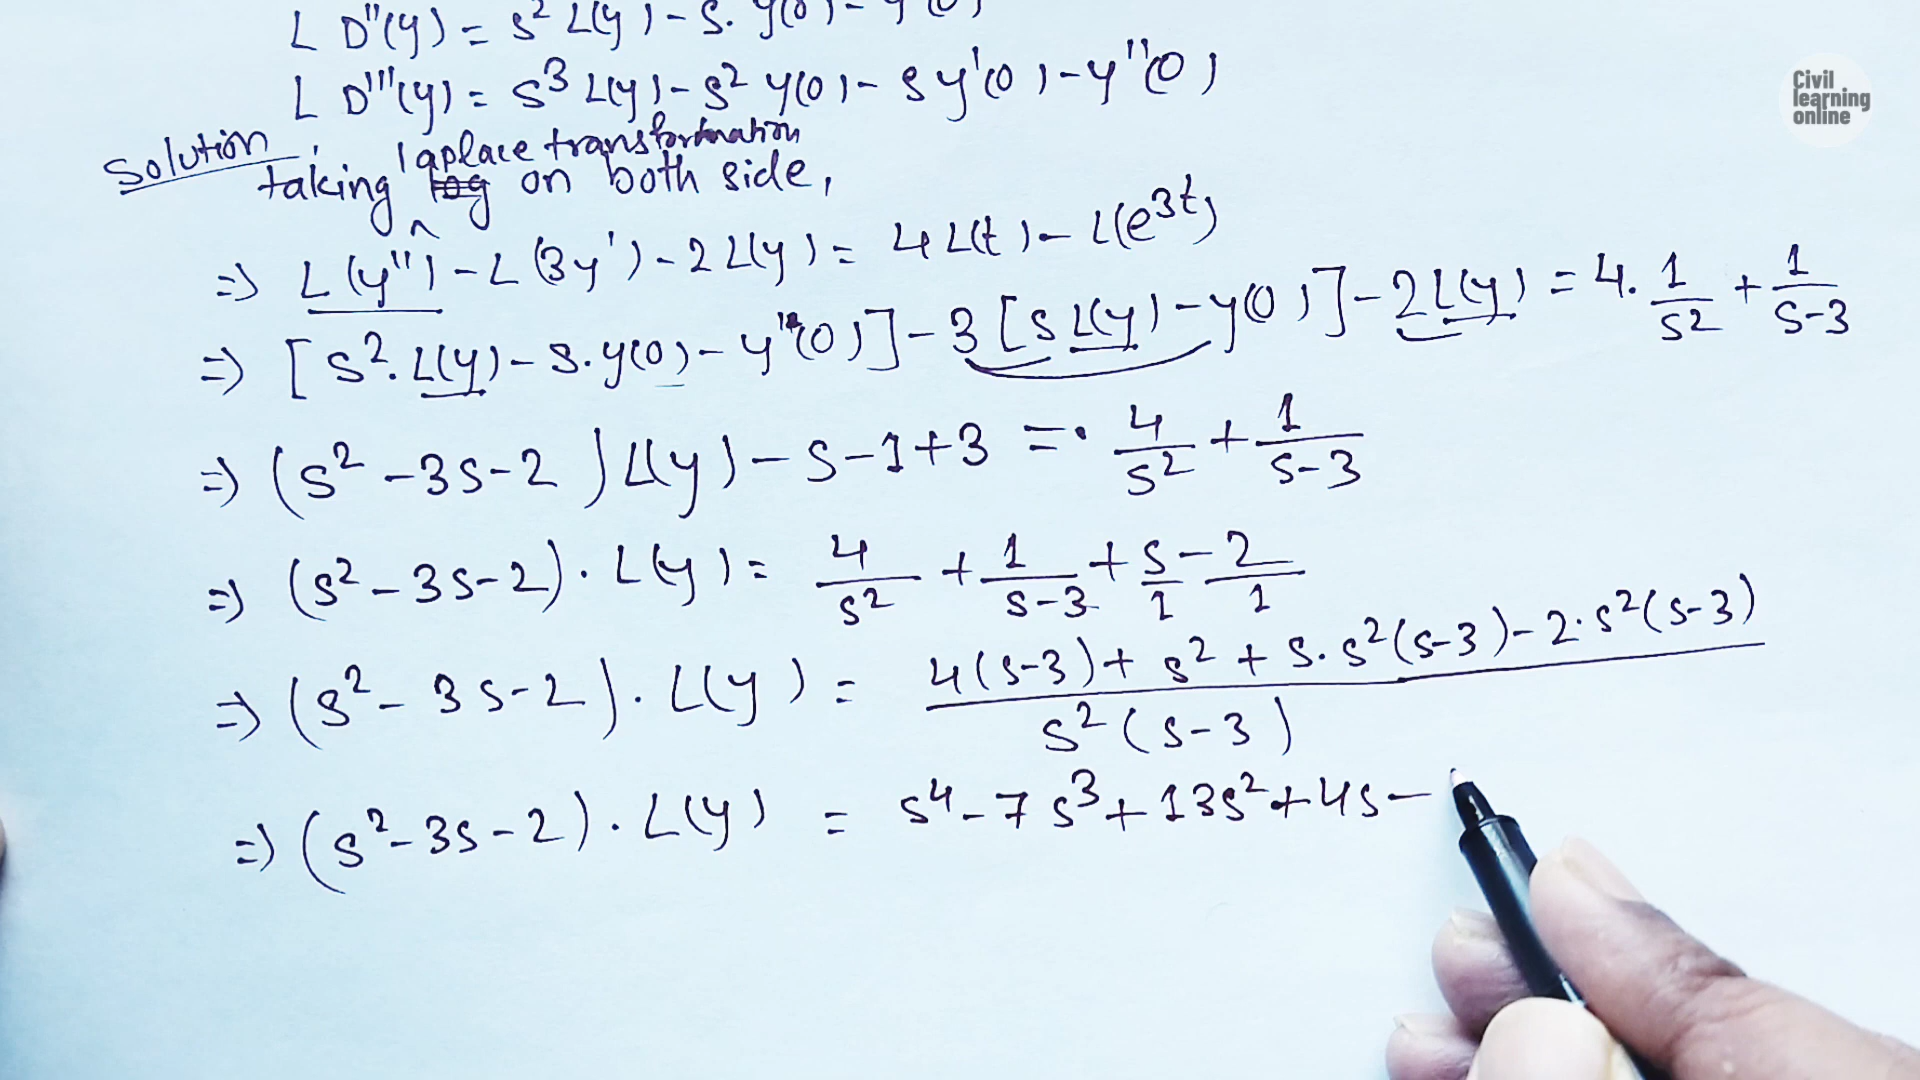 L D''(y) = s² L(y) - s. y(0) - y'(0)
L D'''(y) = s³ L(y) - s² y(0) - s y'(0) - y''(0)
Civil
learning
online
Solution :
laplace transformation
taking log on both side,
=> L(y'') - L(3y') - 2L(y) = 4L(t) - L(e³ᵗ)
=> [s². L(y) - s. y(0) - y'(0)] - 3[s L(y) - y(0)] - 2L(y) = 4. 1/s² + 1/s-3
=> (s² - 3s - 2) L(y) - s - 1 + 3 = 4/s² + 1/s-3
=> (s² - 3s - 2). L(y) = 4/s² + 1/s-3 + s/1 - 2/1
=> (s² - 3s - 2). L(y) = 4(s-3) + s² + s. s²(s-3) - 2. s²(s-3) / s²(s-3)
=> (s² - 3s - 2). L(y) = s⁴ - 7s³ + 13s² + 4s -